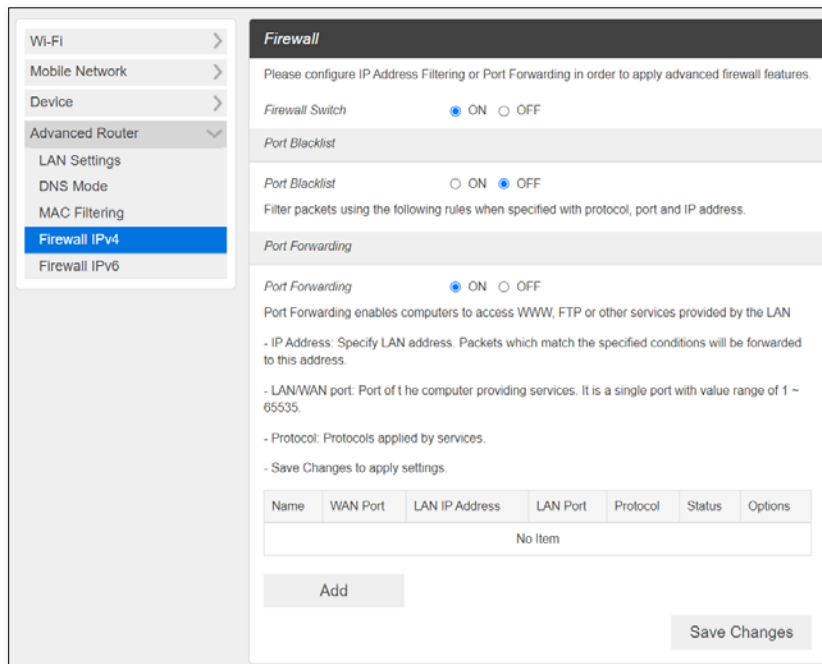 Wi-Fi
Mobile Network
Device
Advanced Router
LAN Settings
DNS Mode
MAC Filtering
Firewall IPv4
Firewall IPv6
Firewall
Please configure IP Address Filtering or Port Forwarding in order to apply advanced firewall features.
Firewall Switch ON OFF
Port Blacklist
Port Blacklist ON OFF
Filter packets using the following rules when specified with protocol, port and IP address.
Port Forwarding
Port Forwarding ON OFF
Port Forwarding enables computers to access WWW, FTP or other services provided by the LAN
- IP Address: Specify LAN address. Packets which match the specified conditions will be forwarded
to this address.
- LAN/WAN port: Port of t he computer providing services. It is a single port with value range of 1 ~
65535.
- Protocol: Protocols applied by services.
- Save Changes to apply settings.
Name WAN Port LAN IP Address LAN Port Protocol Status Options
No Item
Add
Save Changes